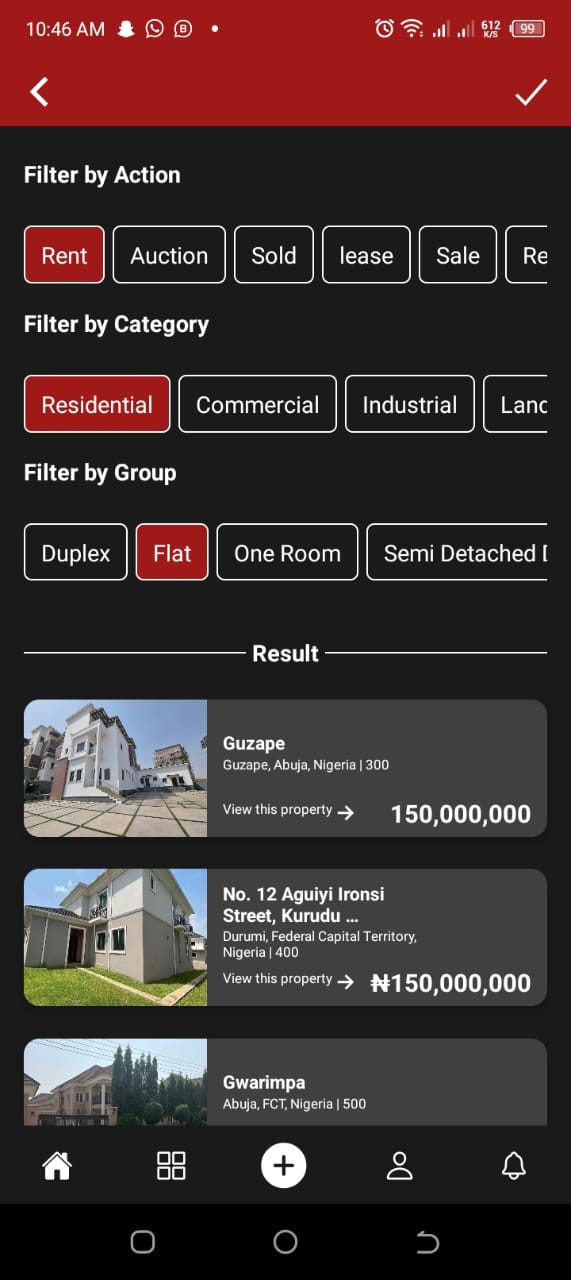 10:46 AM B 612 K/S 99
Filter by Action
Rent Auction Sold lease Sale Re
Filter by Category
Residential Commercial Industrial Land
Filter by Group
Duplex Flat One Room Semi Detached D
Result
Guzape
Guzape, Abuja, Nigeria | 300
View this property → 150,000,000
No. 12 Aguiyi Ironsi
Street, Kurudu ...
Durumi, Federal Capital Territory,
Nigeria | 400
View this property → ₦150,000,000
Gwarimpa
Abuja, FCT, Nigeria | 500